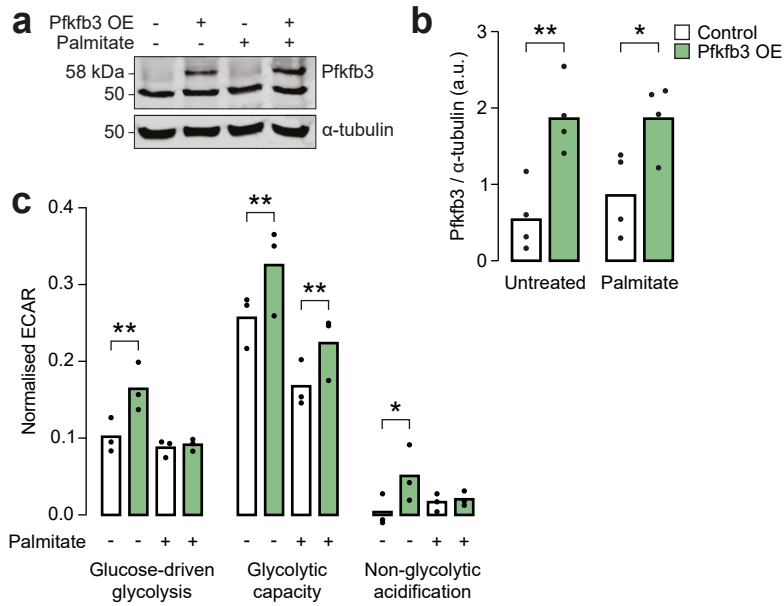 a
Pfkfb3 OE - + - +
Palmitate - - + +
58 kDa
Pfkfb3
50
50
α-tubulin
b
Control
Pfkfb3 OE
** *
3
2
1
0
Pfkfb3 / α-tubulin (a.u.)
Untreated Palmitate
c
0.4
0.3
0.2
0.1
0.0
Normalised ECAR
**
**
**
*
Palmitate - - + + - - + + - - + +
Glucose-driven glycolysis
Glycolytic capacity
Non-glycolytic acidification